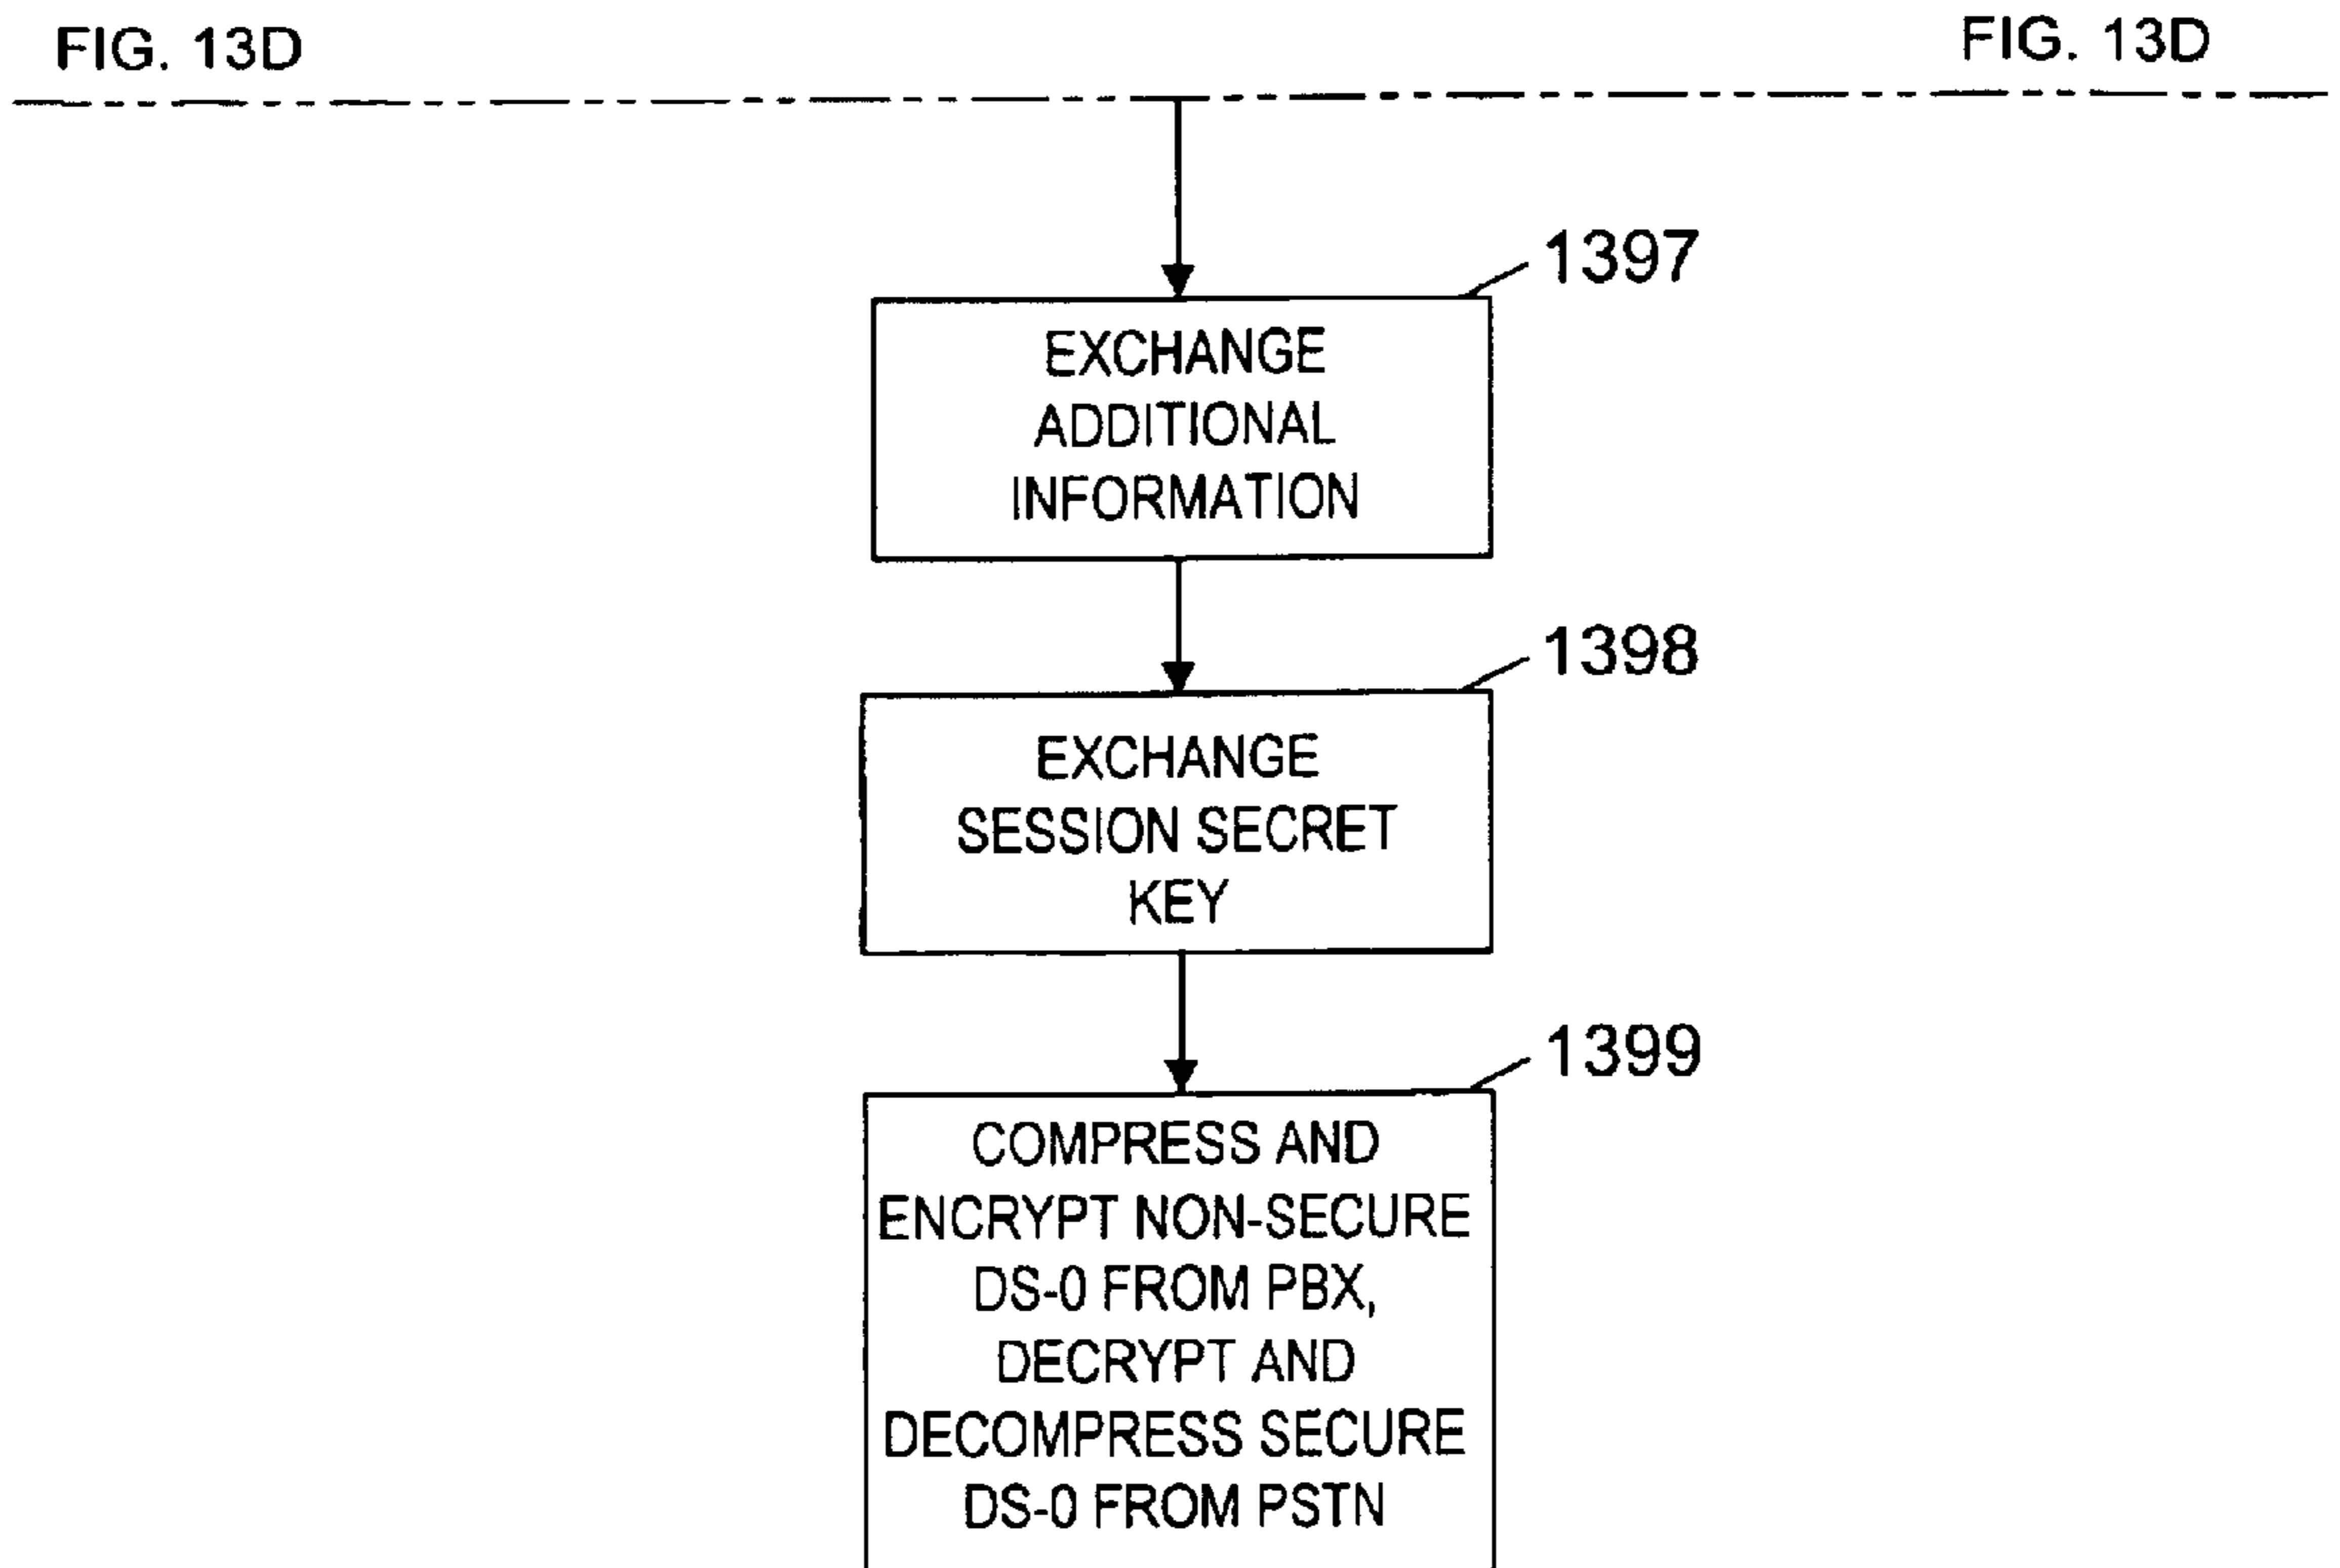 FIG. 13D FIG. 13D
1397
EXCHANGE
ADDITIONAL
INFORMATION
1398
EXCHANGE
SESSION SECRET
KEY
1399
COMPRESS AND
ENCRYPT NON-SECURE
DS-0 FROM PBX,
DECRYPT AND
DECOMPRESS SECURE
DS-0 FROM PSTN